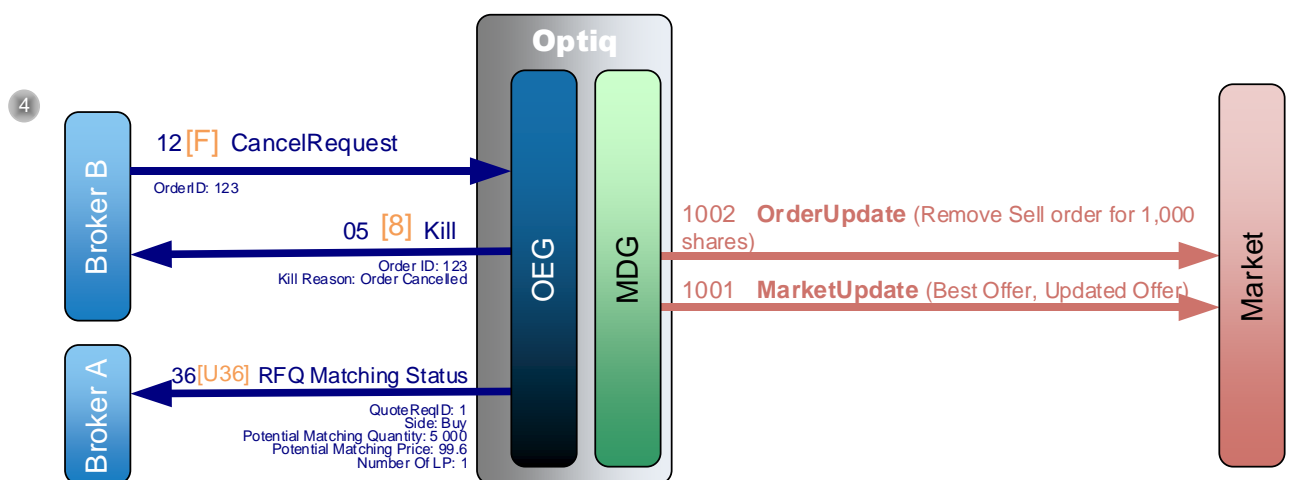 Optiq
4
12 [F] CancelRequest
OrderID: 123
Broker B
05 [8] Kill
Order ID: 123
Kill Reason: Order Cancelled
OEG
MDG
1002 OrderUpdate (Remove Sell order for 1,000
shares)
1001 MarketUpdate (Best Offer, Updated Offer)
Market
Broker A
36[U36] RFQ Matching Status
QuoteReqID: 1
Side: Buy
Potential Matching Quantity: 5 000
Potential Matching Price: 99.6
Number Of LP: 1